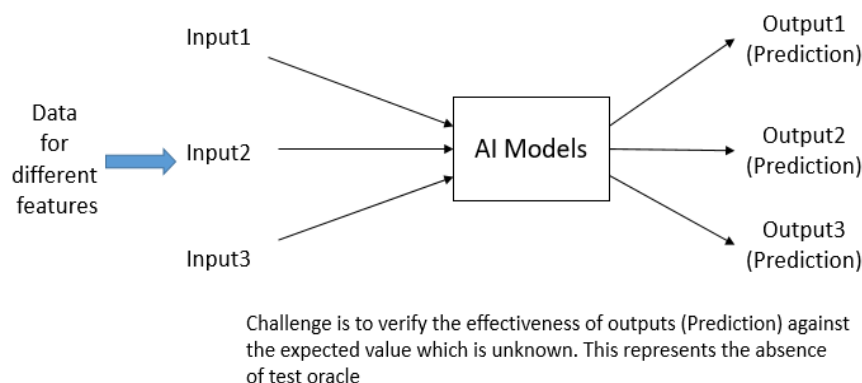 Data
for
different
features
Input1
Input2
Input3
AI Models
Output1
(Prediction)
Output2
(Prediction)
Output3
(Prediction)
Challenge is to verify the effectiveness of outputs (Prediction) against
the expected value which is unknown. This represents the absence
of test oracle